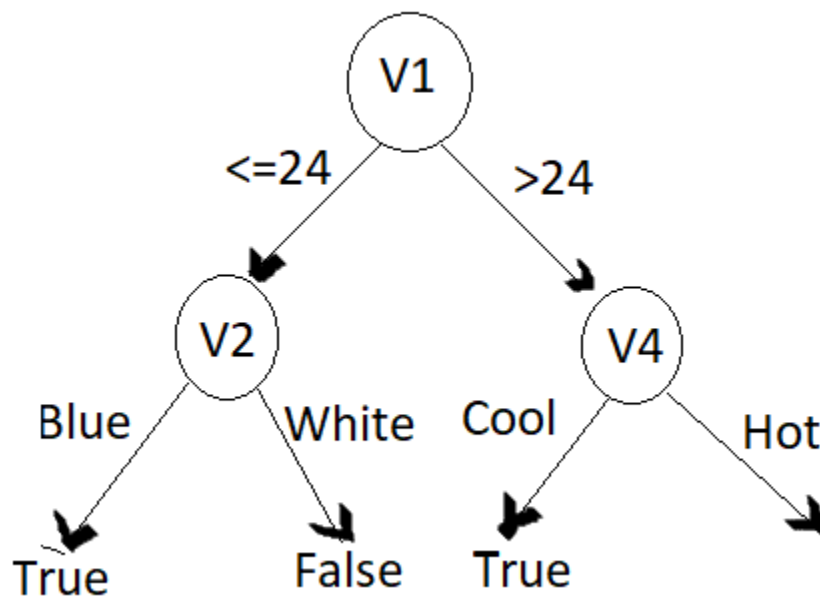 V1
<=24
>24
V2
V4
Blue
White
Cool
Hot
True
False
True